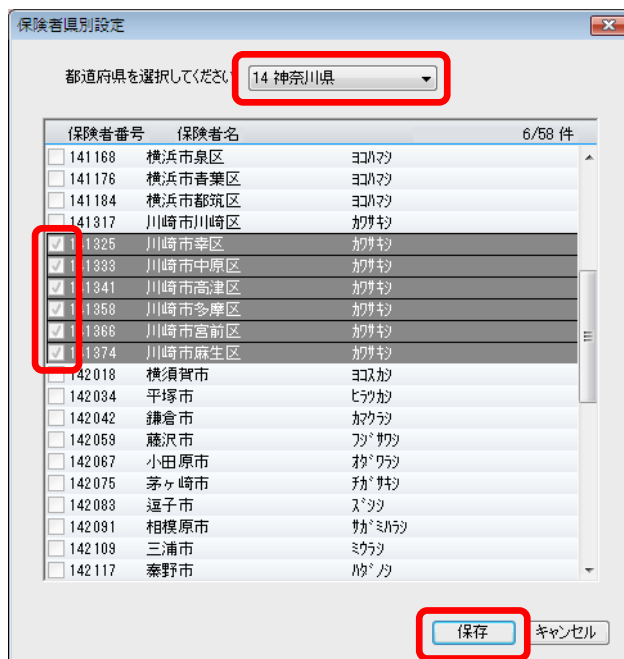 保険者県別設定
都道府県を選択してください 14 神奈川県
保険者番号 保険者名 6/58 件
141168 横浜市泉区 ﾖｺﾊﾏｼ
141176 横浜市青葉区 ﾖｺﾊﾏｼ
141184 横浜市都筑区 ﾖｺﾊﾏｼ
141317 川崎市川崎区 ｶﾜｻｷｼ
141325 川崎市幸区 ｶﾜｻｷｼ
141333 川崎市中原区 ｶﾜｻｷｼ
141341 川崎市高津区 ｶﾜｻｷｼ
141358 川崎市多摩区 ｶﾜｻｷｼ
141366 川崎市宮前区 ｶﾜｻｷｼ
141374 川崎市麻生区 ｶﾜｻｷｼ
142018 横須賀市 ﾖｺｽｶｼ
142034 平塚市 ﾋﾗﾂｶｼ
142042 鎌倉市 ｶﾏｸﾗｼ
142059 藤沢市 ﾌｼﾞｻﾜｼ
142067 小田原市 ｵﾀﾞﾜﾗｼ
142075 茅ヶ崎市 ﾁｶﾞｻｷｼ
142083 逗子市 ｽﾞｼｼ
142091 相模原市 ｻｶﾞﾐﾊﾗｼ
142109 三浦市 ﾐｳﾗｼ
142117 秦野市 ﾊﾀﾞﾉｼ
保存 キャンセル